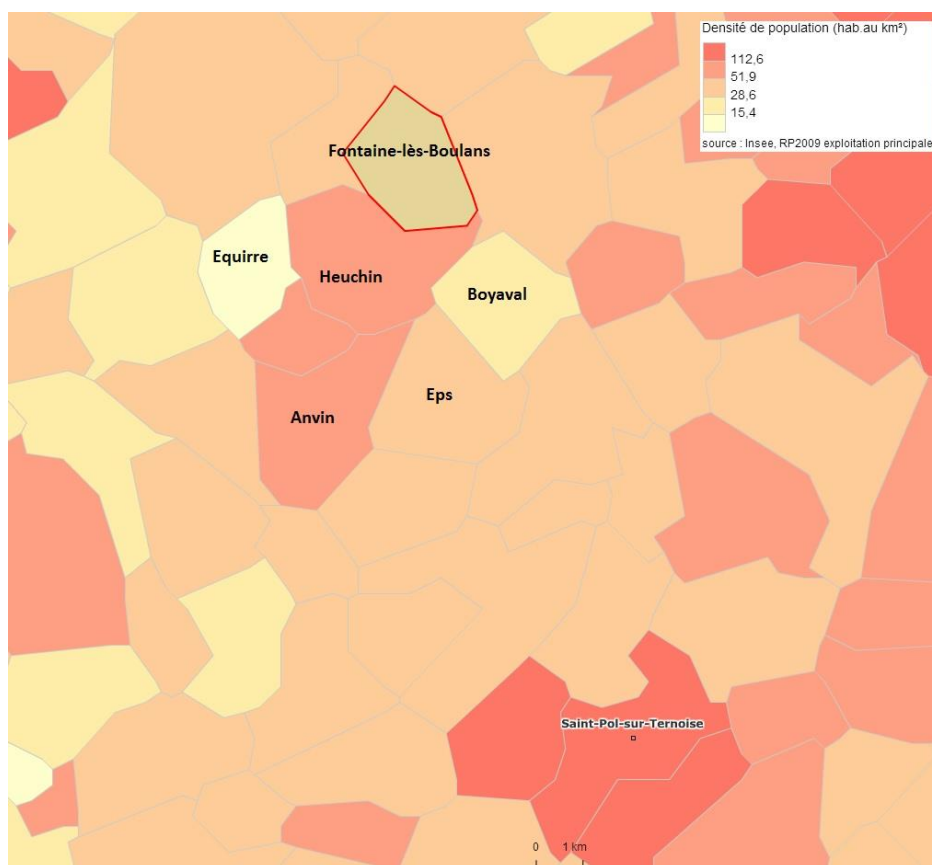 Densité de population (hab.au km²)
112,6
51,9
28,6
15,4
source : Insee, RP2009 exploitation principale
Fontaine-lès-Boulans
Equirre
Heuchin
Boyaval
Eps
Anvin
Saint-Pol-sur-Ternoise
0 1 km